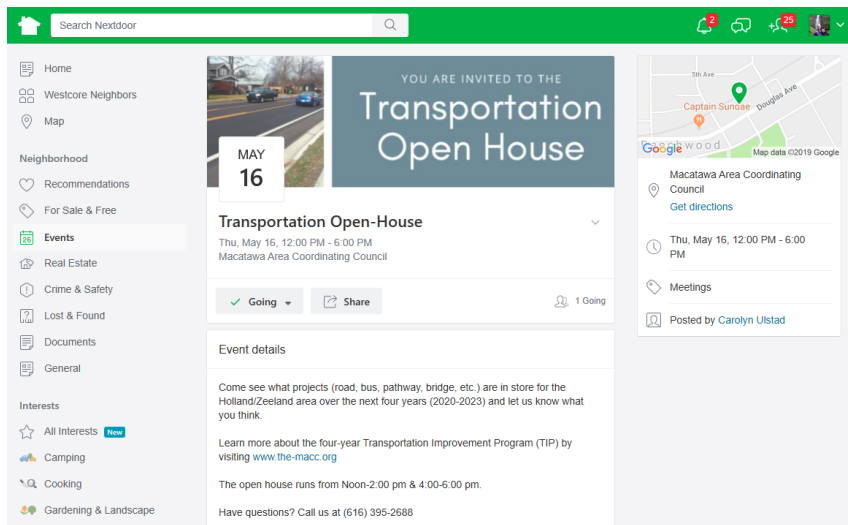 Search Nextdoor
2
25
Home
Westcore Neighbors
Map
Neighborhood
Recommendations
For Sale & Free
26
Events
Real Estate
Crime & Safety
Lost & Found
Documents
General
Interests
All Interests New
Camping
Cooking
Gardening & Landscape
YOU ARE INVITED TO THE
Transportation
Open House
MAY
16
Transportation Open-House
Thu, May 16, 12:00 PM - 6:00 PM
Macatawa Area Coordinating Council
Going
Share
1 Going
Event details
Come see what projects (road, bus, pathway, bridge, etc.) are in store for the
Holland/Zeeland area over the next four years (2020-2023) and let us know what
you think.
Learn more about the four-year Transportation Improvement Program (TIP) by
visiting www.the-macc.org
The open house runs from Noon-2:00 pm & 4:00-6:00 pm.
Have questions? Call us at (616) 395-2688
5th Ave
Captain Sundae
Douglas Ave
Beechwood
Google
Map data ©2019 Google
Macatawa Area Coordinating
Council
Get directions
Thu, May 16, 12:00 PM - 6:00
PM
Meetings
Posted by Carolyn Ulstad